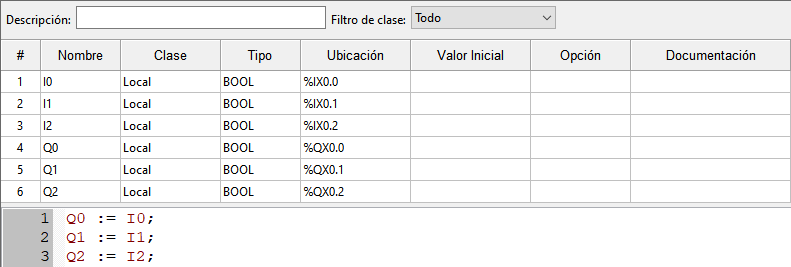 Descripción: Filtro de clase: Todo
# Nombre Clase Tipo Ubicación Valor Inicial Opción Documentación
1 I0 Local BOOL %IX0.0
2 I1 Local BOOL %IX0.1
3 I2 Local BOOL %IX0.2
4 Q0 Local BOOL %QX0.0
5 Q1 Local BOOL %QX0.1
6 Q2 Local BOOL %QX0.2
1 Q0 := I0;
2 Q1 := I1;
3 Q2 := I2;